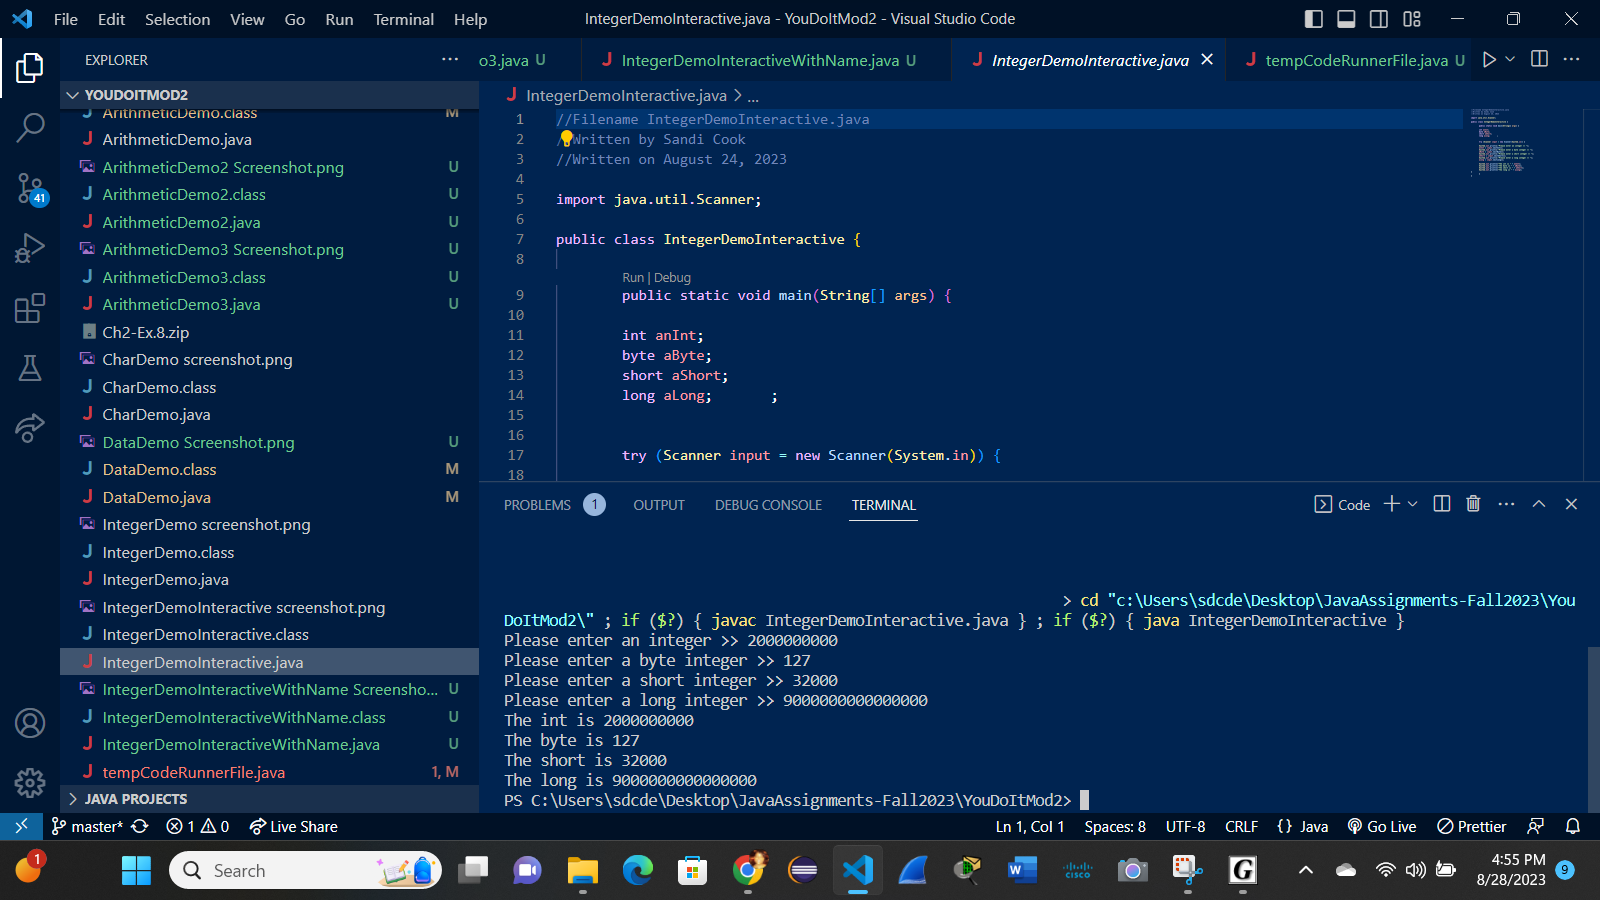 File Edit Selection View Go Run Terminal Help
IntegerDemoInteractive.java - YouDoItMod2 - Visual Studio Code
EXPLORER
YOUDOITMOD2
ArithmeticDemo.class M
ArithmeticDemo.java
ArithmeticDemo2 Screenshot.png U
ArithmeticDemo2.class U
ArithmeticDemo2.java U
ArithmeticDemo3 Screenshot.png U
ArithmeticDemo3.class U
ArithmeticDemo3.java U
Ch2-Ex.8.zip
CharDemo screenshot.png
CharDemo.class
CharDemo.java
DataDemo Screenshot.png U
DataDemo.class M
DataDemo.java M
IntegerDemo screenshot.png
IntegerDemo.class
IntegerDemo.java
IntegerDemoInteractive screenshot.png
IntegerDemoInteractive.class
IntegerDemoInteractive.java
IntegerDemoInteractiveWithName Screensho... U
IntegerDemoInteractiveWithName.class U
IntegerDemoInteractiveWithName.java U
tempCodeRunnerFile.java 1, M
JAVA PROJECTS
41
o3.java U
IntegerDemoInteractiveWithName.java U
IntegerDemoInteractive.java
tempCodeRunnerFile.java U
IntegerDemoInteractive.java > ...
1 //Filename IntegerDemoInteractive.java
2 / Written by Sandi Cook
3 //Written on August 24, 2023
4
5 import java.util.Scanner;
6
7 public class IntegerDemoInteractive {
8
Run | Debug
9 public static void main(String[] args) {
10
11 int anInt;
12 byte aByte;
13 short aShort;
14 long aLong; ;
15
16
17 try (Scanner input = new Scanner(System.in)) {
18
PROBLEMS 1 OUTPUT DEBUG CONSOLE TERMINAL
Code
> cd "c:\Users\sdcde\Desktop\JavaAssignments-Fall2023\You
DoItMod2\" ; if ($?) { javac IntegerDemoInteractive.java } ; if ($?) { java IntegerDemoInteractive }
Please enter an integer >> 2000000000
Please enter a byte integer >> 127
Please enter a short integer >> 32000
Please enter a long integer >> 9000000000000000
The int is 2000000000
The byte is 127
The short is 32000
The long is 9000000000000000
PS C:\Users\sdcde\Desktop\JavaAssignments-Fall2023\YouDoItMod2>
master* 1 0 Live Share
Ln 1, Col 1 Spaces: 8 UTF-8 CRLF {} Java Go Live Prettier
1
Search
CISCO
G
4:55 PM
8/28/2023
9